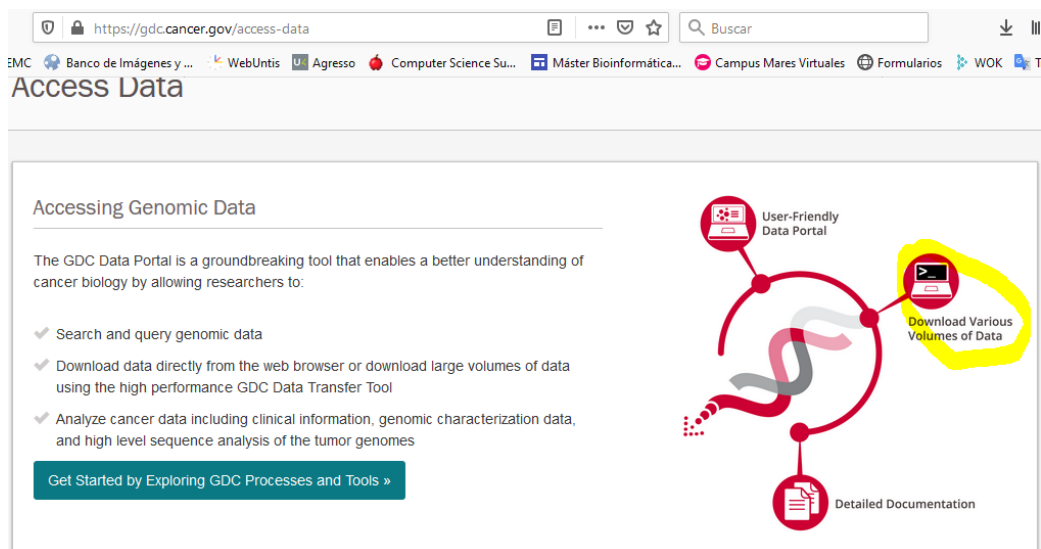 https://gdc.cancer.gov/access-data
Buscar
EMC Banco de Imágenes y ... WebUntis U4 Agresso Computer Science Su... Máster Bioinformática... Campus Mares Virtuales Formularios WOK T
Access Data
Accessing Genomic Data
The GDC Data Portal is a groundbreaking tool that enables a better understanding of
cancer biology by allowing researchers to:
Search and query genomic data
Download data directly from the web browser or download large volumes of data
using the high performance GDC Data Transfer Tool
Analyze cancer data including clinical information, genomic characterization data,
and high level sequence analysis of the tumor genomes
Get Started by Exploring GDC Processes and Tools »
User-Friendly
Data Portal
>_
Download Various
Volumes of Data
Detailed Documentation